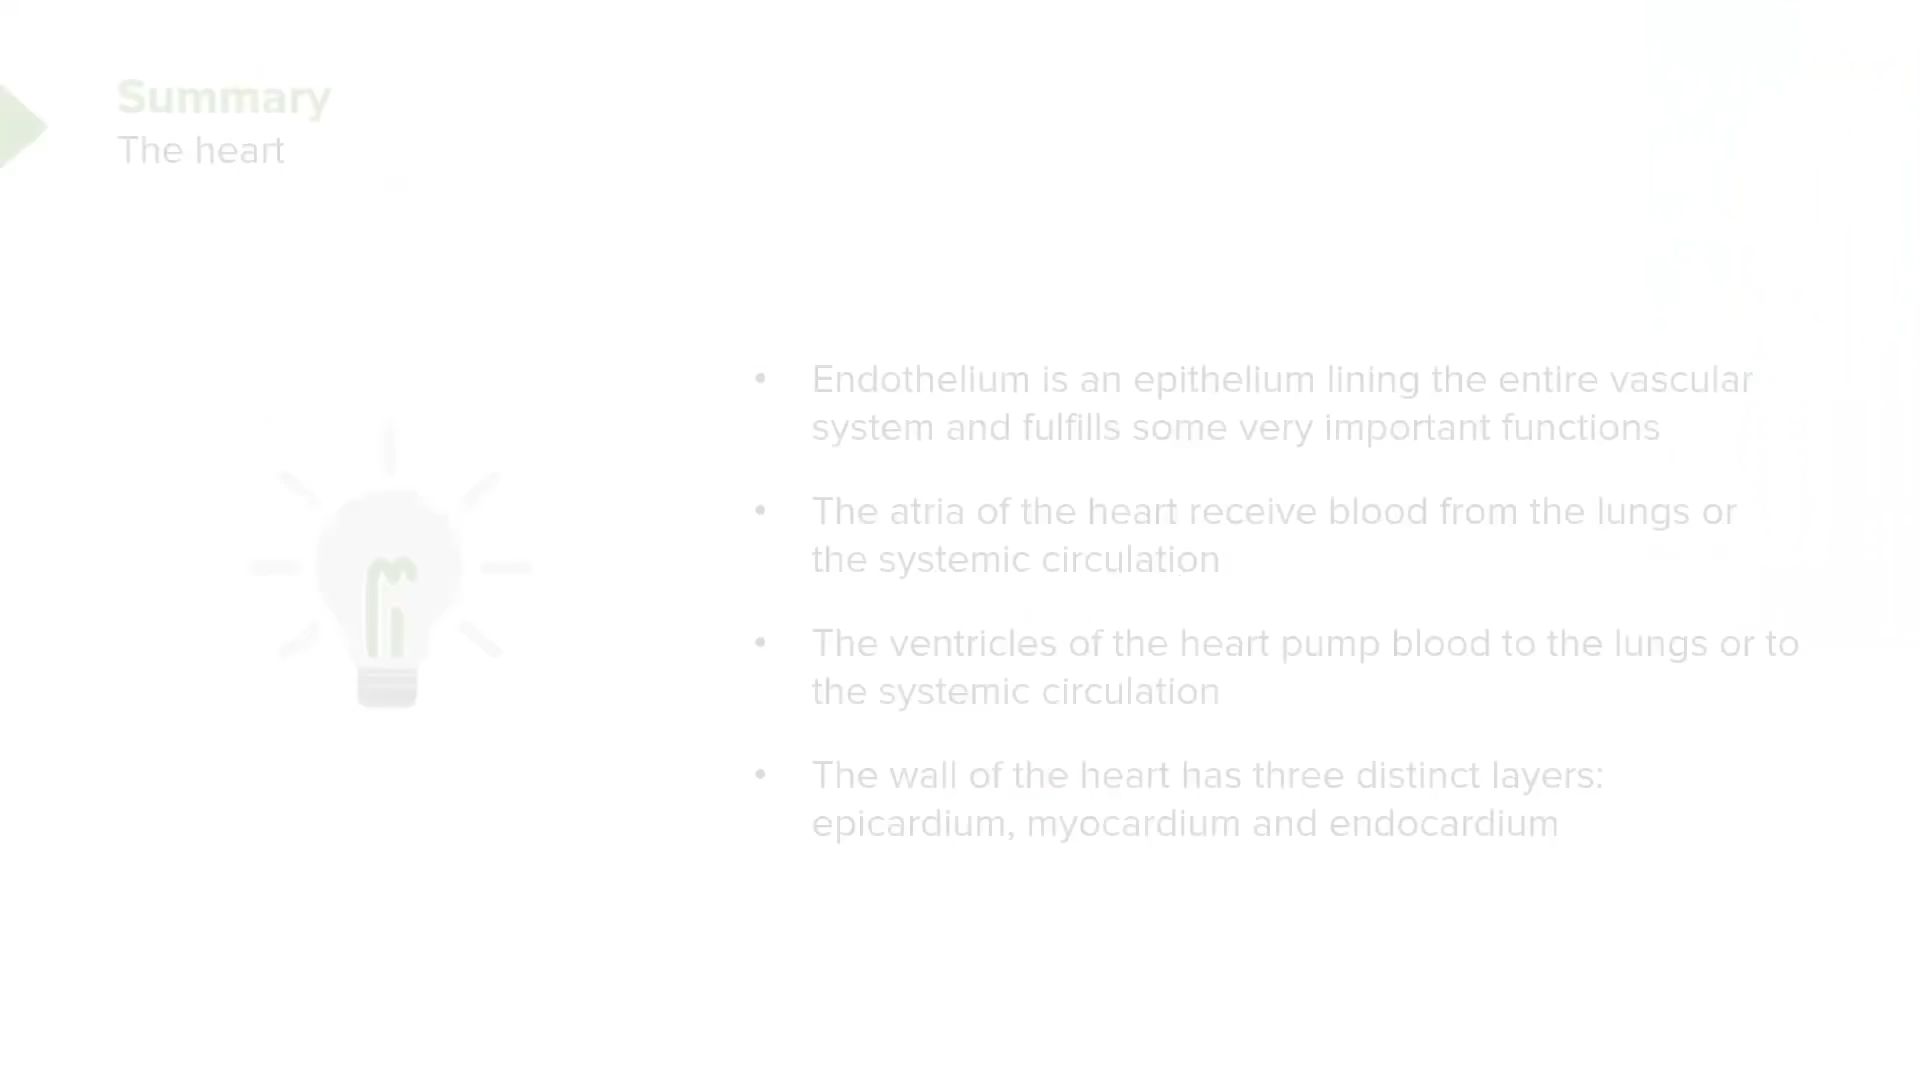 Summary
The heart
• Endothelium is an epithelium lining the entire vascular
system and fulfills some very important functions
• The atria of the heart receive blood from the lungs or
the systemic circulation
• The ventricles of the heart pump blood to the lungs or to
the systemic circulation
• The wall of the heart has three distinct layers:
epicardium, myocardium and endocardium